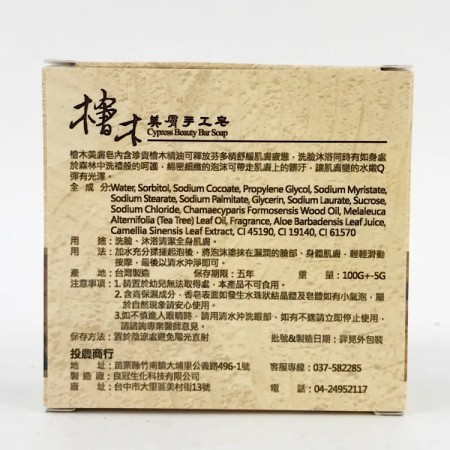 檜木 美膚手工皂
Cypress Beauty Bar Soap
檜木美膚皂內含珍貴檜木精油可釋放芬多精舒緩肌膚疲憊，洗臉沐浴同時有如身處
於森林中洗禮般的呵護，綿密細緻的泡沫可帶走肌膚上的髒汙，讓肌膚變的水嫩Q
彈有光澤。
全 成 分:Water, Sorbitol, Sodium Cocoate, Propylene Glycol, Sodium Myristate,
Sodium Stearate, Sodium Palmitate, Glycerin, Sodium Laurate, Sucrose,
Sodium Chloride, Chamaecyparis Formosensis Wood Oil, Melaleuca
Alternifolia (Tea Tree) Leaf Oil, Fragrance, Aloe Barbadensis Leaf Juice,
Camellia Sinensis Leaf Extract, CI 45190, CI 19140, CI 61570
用 途：洗臉、沐浴清潔全身肌膚。
用 法：加水充分搓揉起泡後，將泡沫塗抹在濕潤的臉部、身體肌膚，輕輕滑動
按摩，最後以清水沖淨即可。
產 地：台灣製造 保存期限：五年 重 量：100G+-5G
注意事項：1.請置於幼兒無法取得處，本產品不可食用。
2.含高保濕成分，香皂表面如發生水珠狀結晶體及皂體如有小氣泡，屬
於自然現象請安心使用。
3.如不慎進入眼睛時，請用清水沖洗眼部，如有不適請立即停止使用，
請諮詢專業醫師意見。
保存方法：置於陰涼處避免陽光直射 批號&製造日期：詳見外包裝
投農商行
地 址：苗栗縣竹南鎮大埔里公義路496-1號 客服專線：037-582285
製 造 廠：良冠生化科技有限公司
廠 址：台中市大里區美村街13號 電 話：04-24952117